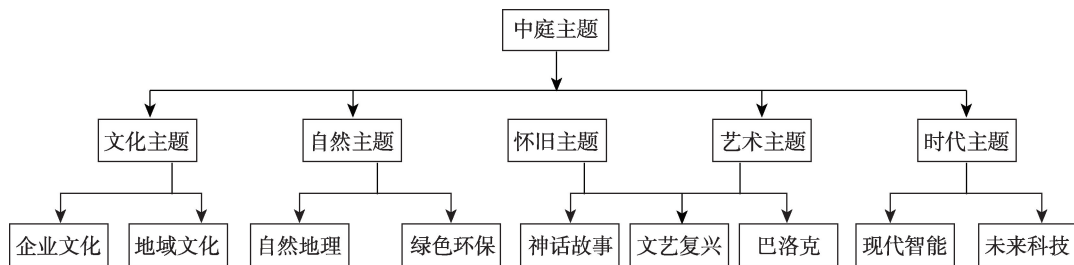 中庭主题
文化主题
自然主题
怀旧主题
艺术主题
时代主题
企业文化
地域文化
自然地理
绿色环保
神话故事
文艺复兴
巴洛克
现代智能
未来科技